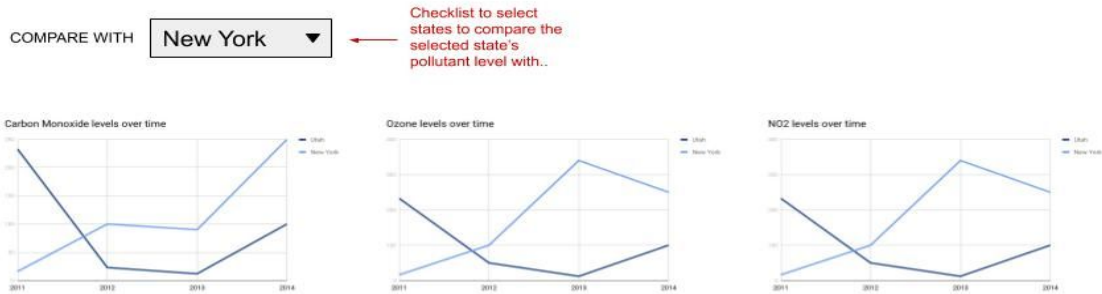 COMPARE WITH
New York
Checklist to select
states to compare the
selected state's
pollutant level with..
Carbon Monoxide levels over time
Utah
New York
2011
2012
2013
2014
Ozone levels over time
Utah
New York
2011
2012
2013
2014
NO2 levels over time
Utah
New York
2011
2012
2013
2014